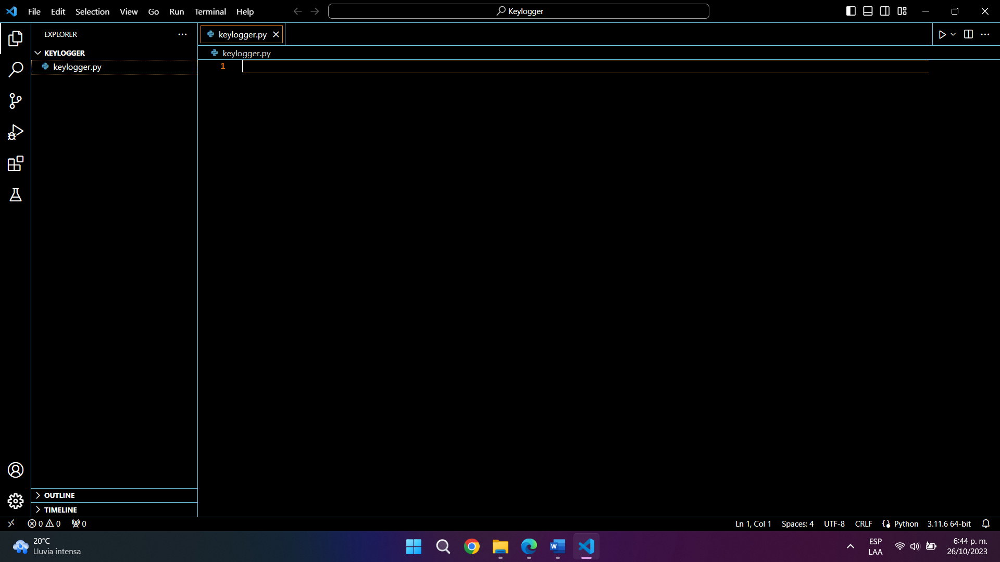 File Edit Selection View Go Run Terminal Help
Keylogger
EXPLORER
KEYLOGGER
keylogger.py
keylogger.py
keylogger.py
1
OUTLINE
TIMELINE
0 0 0
Ln 1, Col 1 Spaces: 4 UTF-8 CRLF Python 3.11.6 64-bit
20°C
Lluvia intensa
W
ESP
LAA
6:44 p. m.
26/10/2023